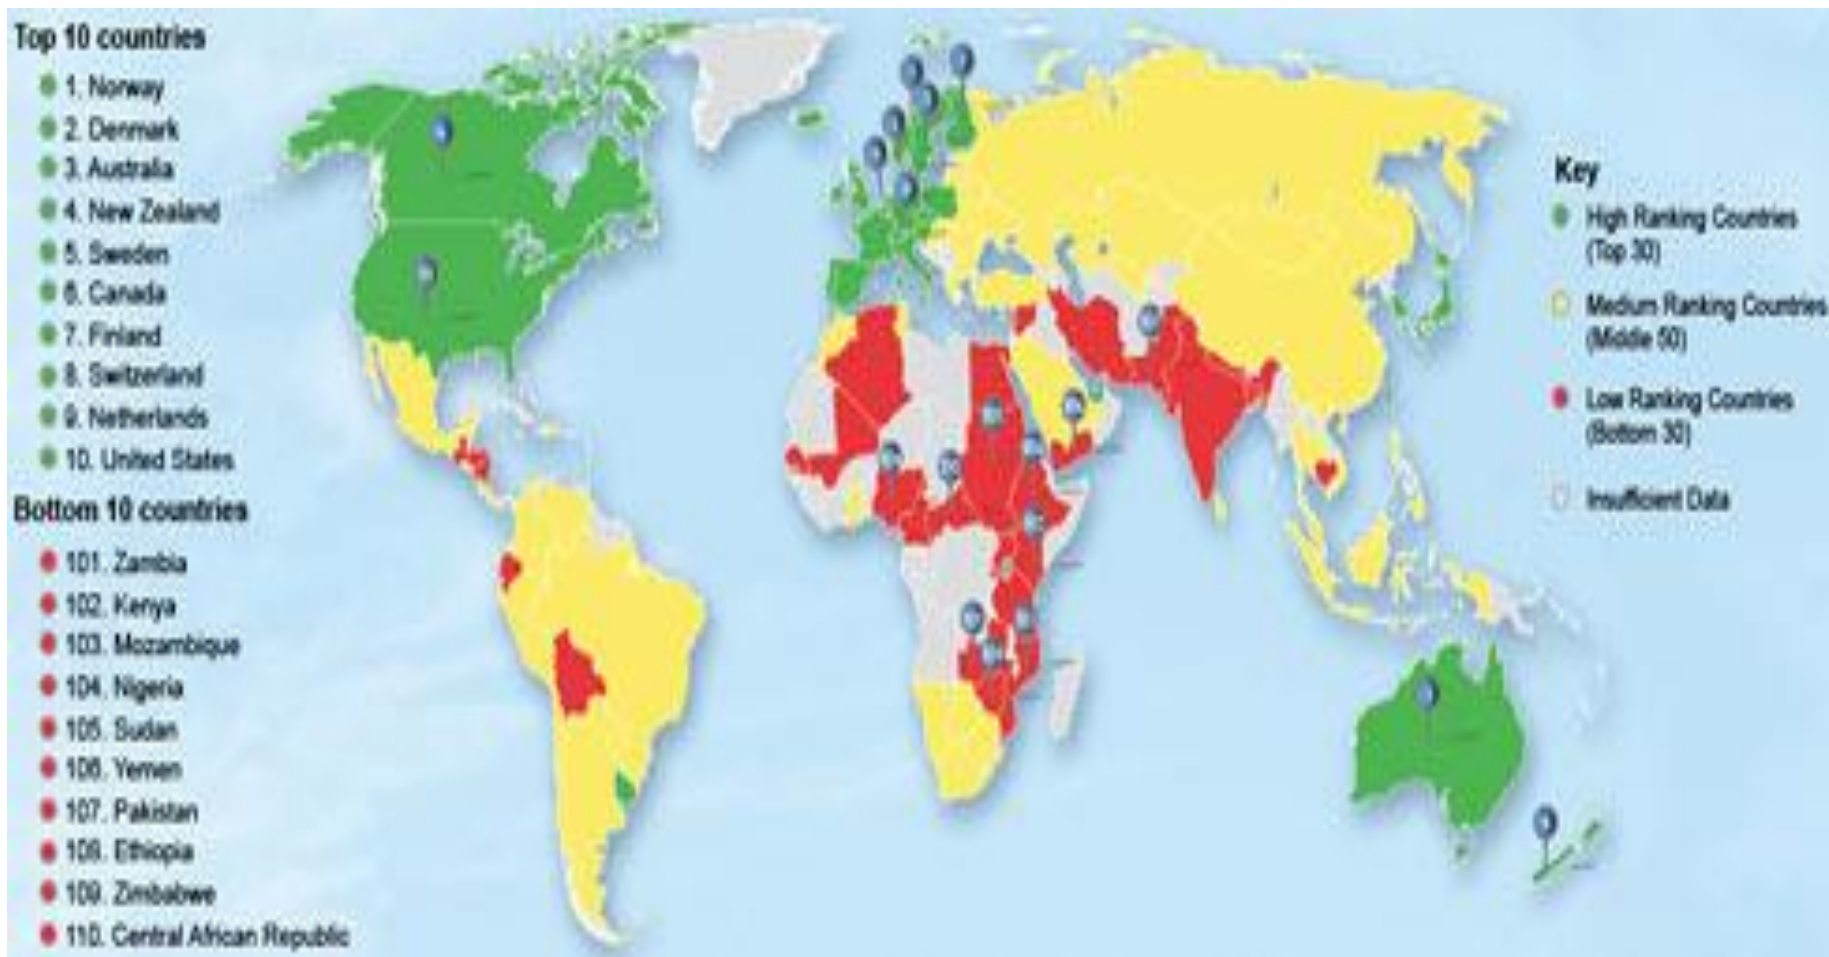 Top 10 countries
1. Norway
2. Denmark
3. Australia
4. New Zealand
5. Sweden
6. Canada
7. Finland
8. Switzerland
9. Netherlands
10. United States
Bottom 10 countries
101. Zambia
102. Kenya
103. Mozambique
104. Nigeria
105. Sudan
106. Yemen
107. Pakistan
108. Ethiopia
109. Zimbabwe
110. Central African Republic
Key
High Ranking Countries
(Top 30)
Medium Ranking Countries
(Middle 50)
Low Ranking Countries
(Bottom 30)
Insufficient Data